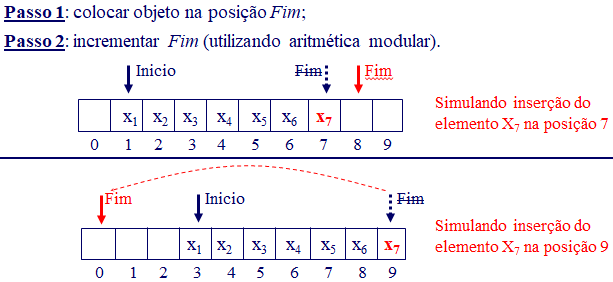 Passo 1: colocar objeto na posição Fim;
Passo 2: incrementar Fim (utilizando aritmética modular).
Inicio Fim Fim
x1 x2 x3 x4 x5 x6 x7
0 1 2 3 4 5 6 7 8 9
Simulando inserção do
elemento X7 na posição 7
Fim Inicio Fim
x1 x2 x3 x4 x5 x6 x7
0 1 2 3 4 5 6 7 8 9
Simulando inserção do
elemento X7 na posição 9